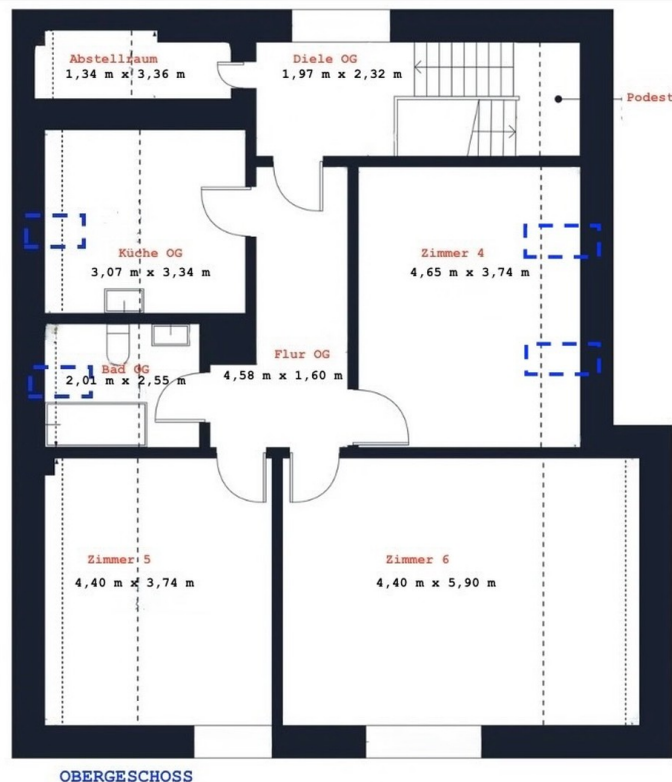 Abstellraum
1,34 m x 3,36 m
Diele OG
1,97 m x 2,32 m
Podest
Küche OG
3,07 m x 3,34 m
Zimmer 4
4,65 m x 3,74 m
Flur OG
4,58 m x 1,60 m
Bad OG
2,01 m x 2,55 m
Zimmer 5
4,40 m x 3,74 m
Zimmer 6
4,40 m x 5,90 m
OBERGESCHOSS